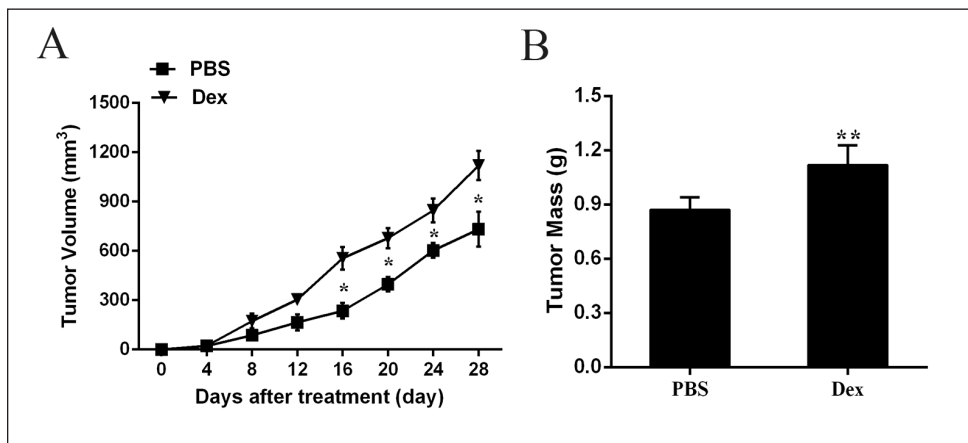 A
PBS
Dex
Tumor Volume (mm³)
1500
1200
900
600
300
0
*
*
*
*
0 4 8 12 16 20 24 28
Days after treatment (day)
B
Tumor Mass (g)
1.5
1.2
0.9
0.6
0.3
0.0
**
PBS Dex